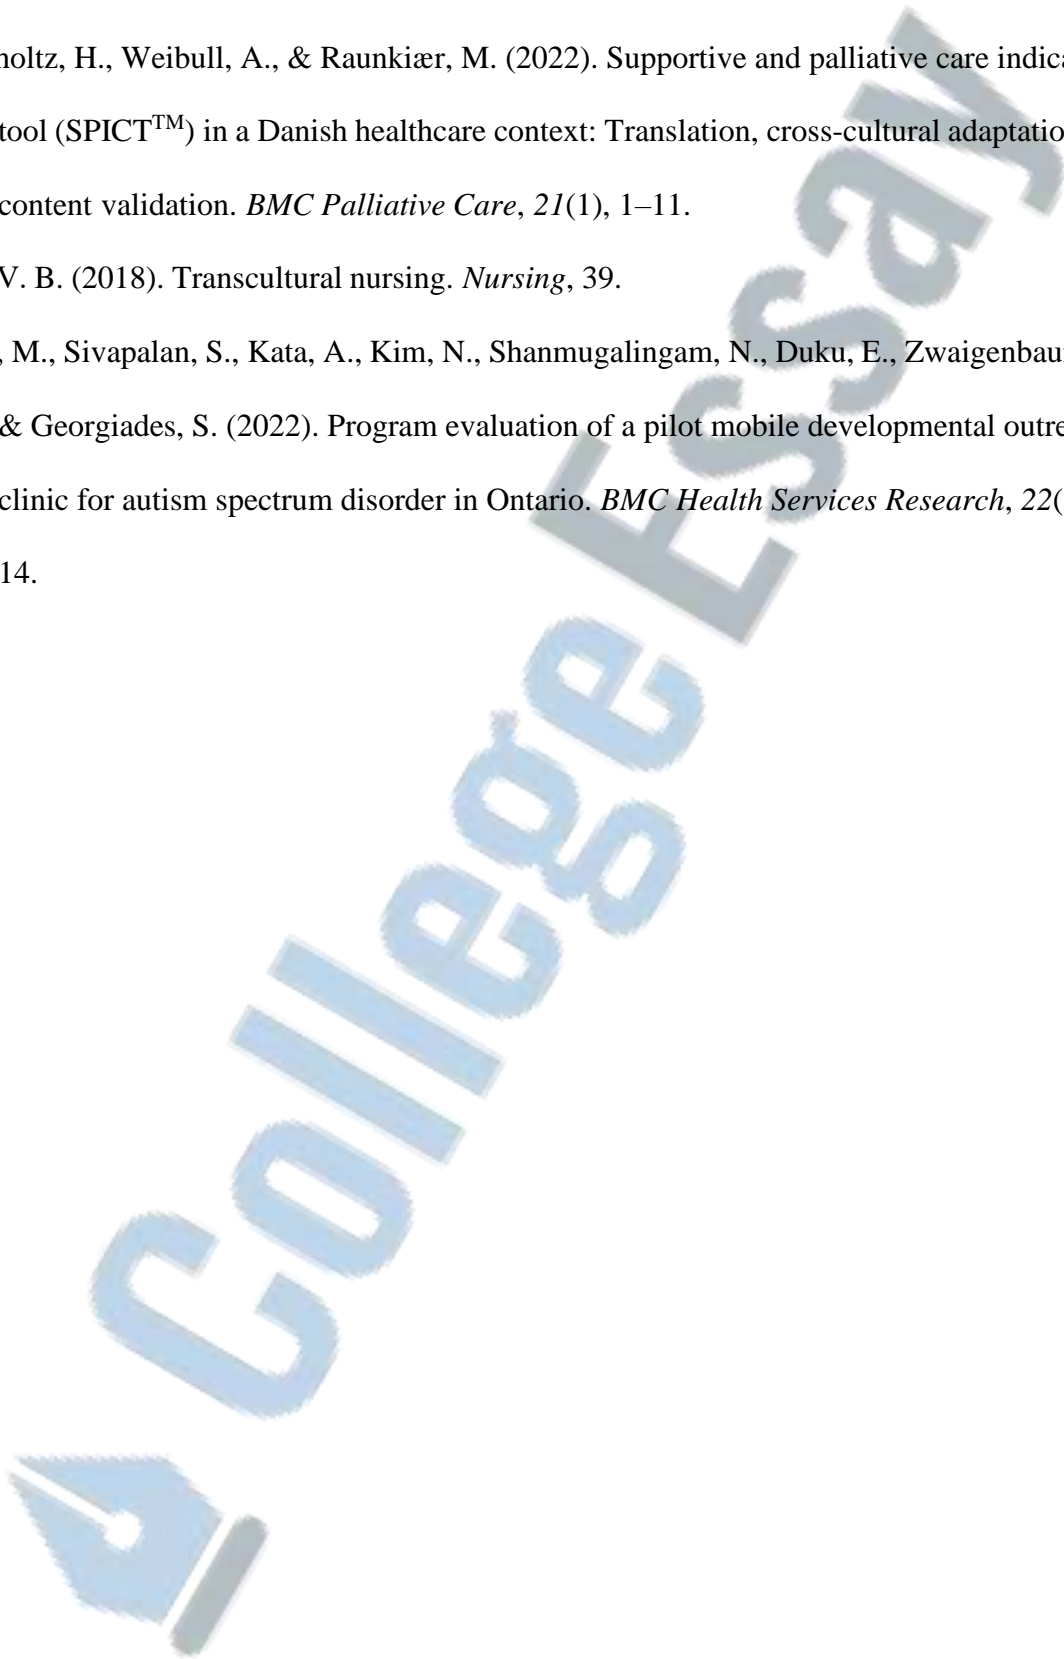 holtz, H., Weibull, A., & Raunkiær, M. (2022). Supportive and palliative care indica
tool (SPICT™) in a Danish healthcare context: Translation, cross-cultural adaptatio
content validation. BMC Palliative Care, 21(1), 1–11.
V. B. (2018). Transcultural nursing. Nursing, 39.
, M., Sivapalan, S., Kata, A., Kim, N., Shanmugalingam, N., Duku, E., Zwaigenbau
& Georgiades, S. (2022). Program evaluation of a pilot mobile developmental outre
clinic for autism spectrum disorder in Ontario. BMC Health Services Research, 22(
14.
College Essay